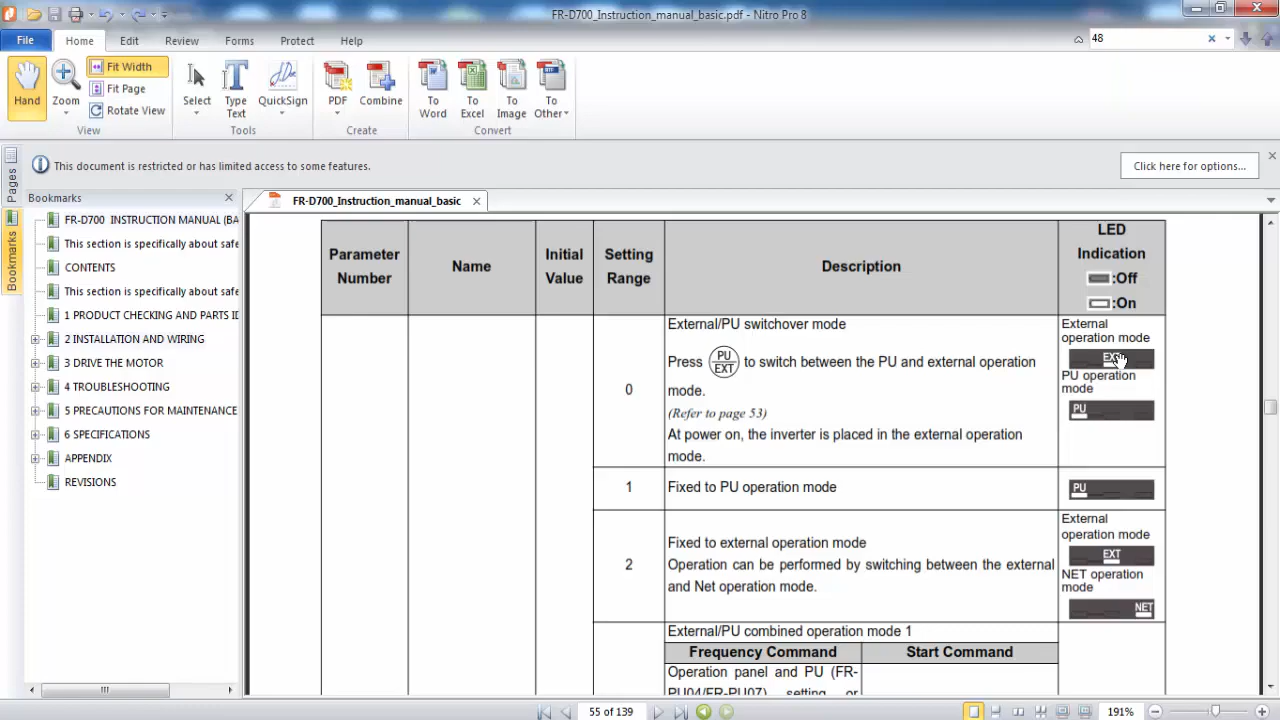 FR-D700_Instruction_manual_basic.pdf - Nitro Pro 8
File Home Edit Review Forms Protect Help
48
Hand
Zoom
Fit Width
Fit Page
Rotate View
View
Select
Type
Text
QuickSign
Tools
PDF
Combine
Create
To
Word
To
Excel
To
Image
To
Other
Convert
This document is restricted or has limited access to some features.
Click here for options...
Pages
Bookmarks
Bookmarks
FR-D700 INSTRUCTION MANUAL (BA
This section is specifically about safe
CONTENTS
This section is specifically about safe
1 PRODUCT CHECKING AND PARTS ID
2 INSTALLATION AND WIRING
3 DRIVE THE MOTOR
4 TROUBLESHOOTING
5 PRECAUTIONS FOR MAINTENANCE
6 SPECIFICATIONS
APPENDIX
REVISIONS
FR-D700_Instruction_manual_basic
Parameter
Number
Name
Initial
Value
Setting
Range
Description
LED
Indication
:Off
:On
0
External/PU switchover mode
Press PU/EXT to switch between the PU and external operation
mode.
(Refer to page 53)
At power on, the inverter is placed in the external operation
mode.
External
operation mode
EXT
PU operation
mode
PU
1
Fixed to PU operation mode
PU
2
Fixed to external operation mode
Operation can be performed by switching between the external
and Net operation mode.
External
operation mode
EXT
NET operation
mode
NET
External/PU combined operation mode 1
Frequency Command
Start Command
Operation panel and PU (FR-
PU04/FR-PU07) setting or
55 of 139
191%